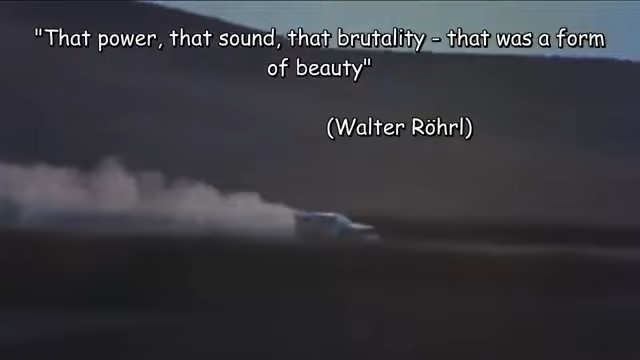 "That power, that sound, that brutality - that was a form
of beauty"
(Walter Röhrl)